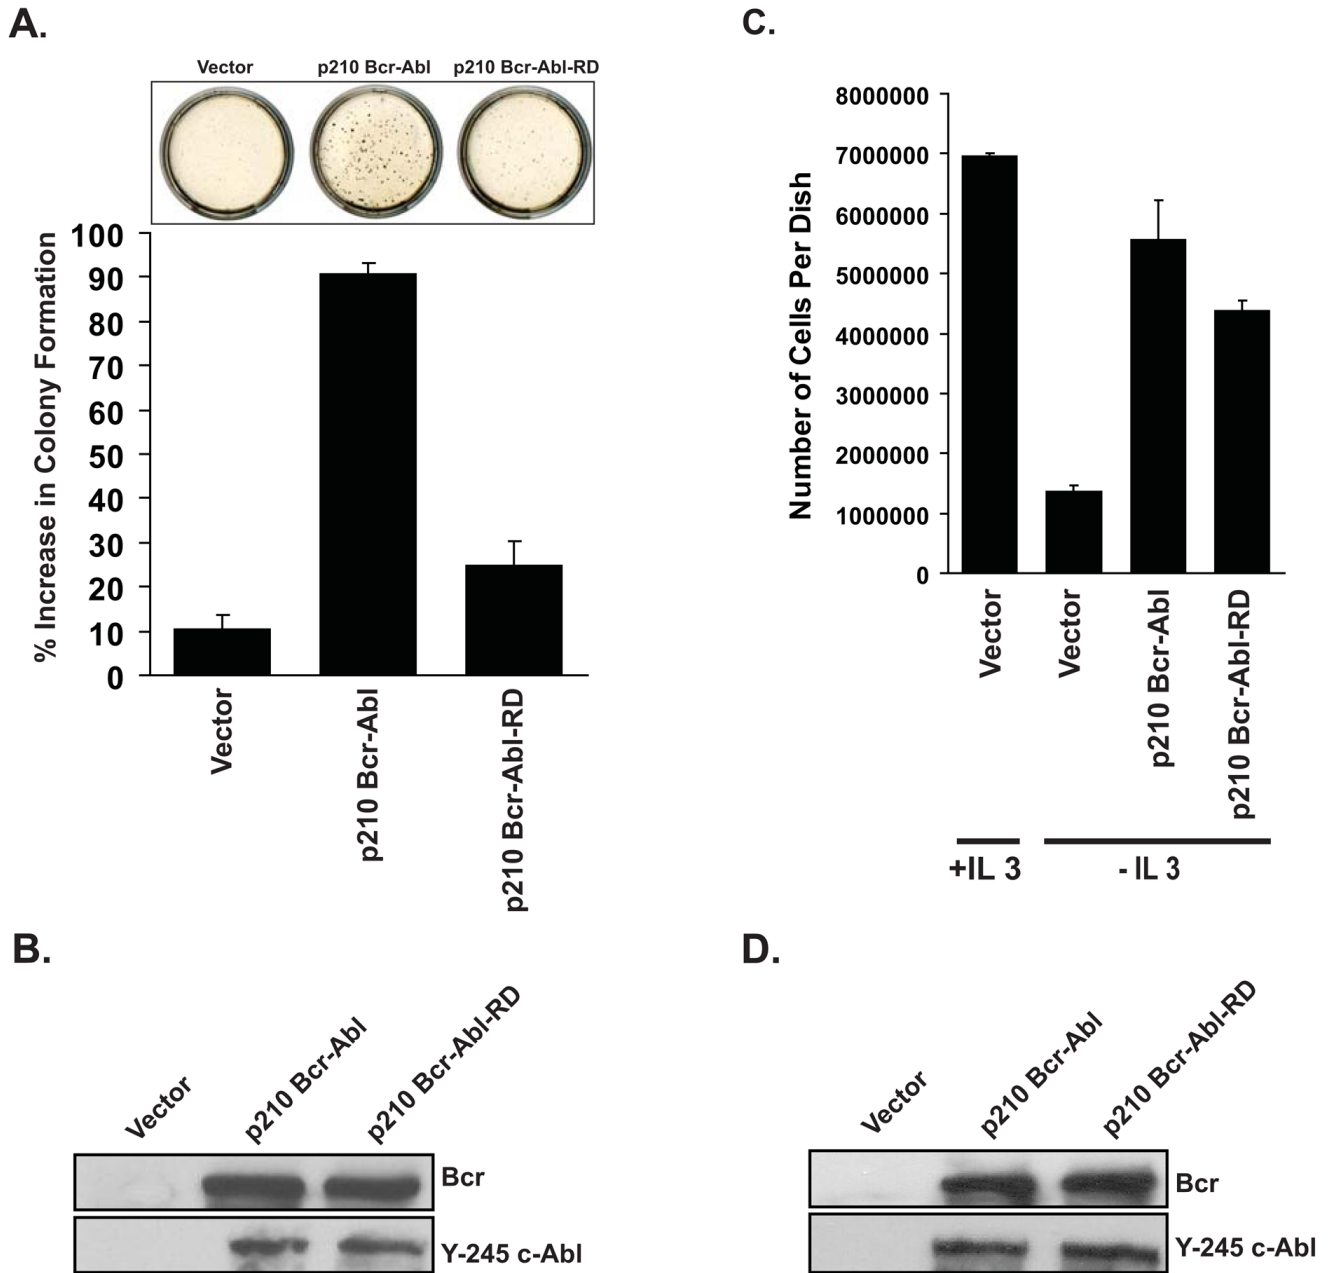 A.
Vector
p210 Bcr-Abl
p210 Bcr-Abl-RD
% Increase in Colony Formation
100
90
80
70
60
50
40
30
20
10
0
Vector
p210 Bcr-Abl
p210 Bcr-Abl-RD
B.
Vector
p210 Bcr-Abl
p210 Bcr-Abl-RD
Bcr
Y-245 c-Abl
C.
Number of Cells Per Dish
8000000
7000000
6000000
5000000
4000000
3000000
2000000
1000000
0
Vector
Vector
p210 Bcr-Abl
p210 Bcr-Abl-RD
+IL 3
- IL 3
D.
Vector
p210 Bcr-Abl
p210 Bcr-Abl-RD
Bcr
Y-245 c-Abl